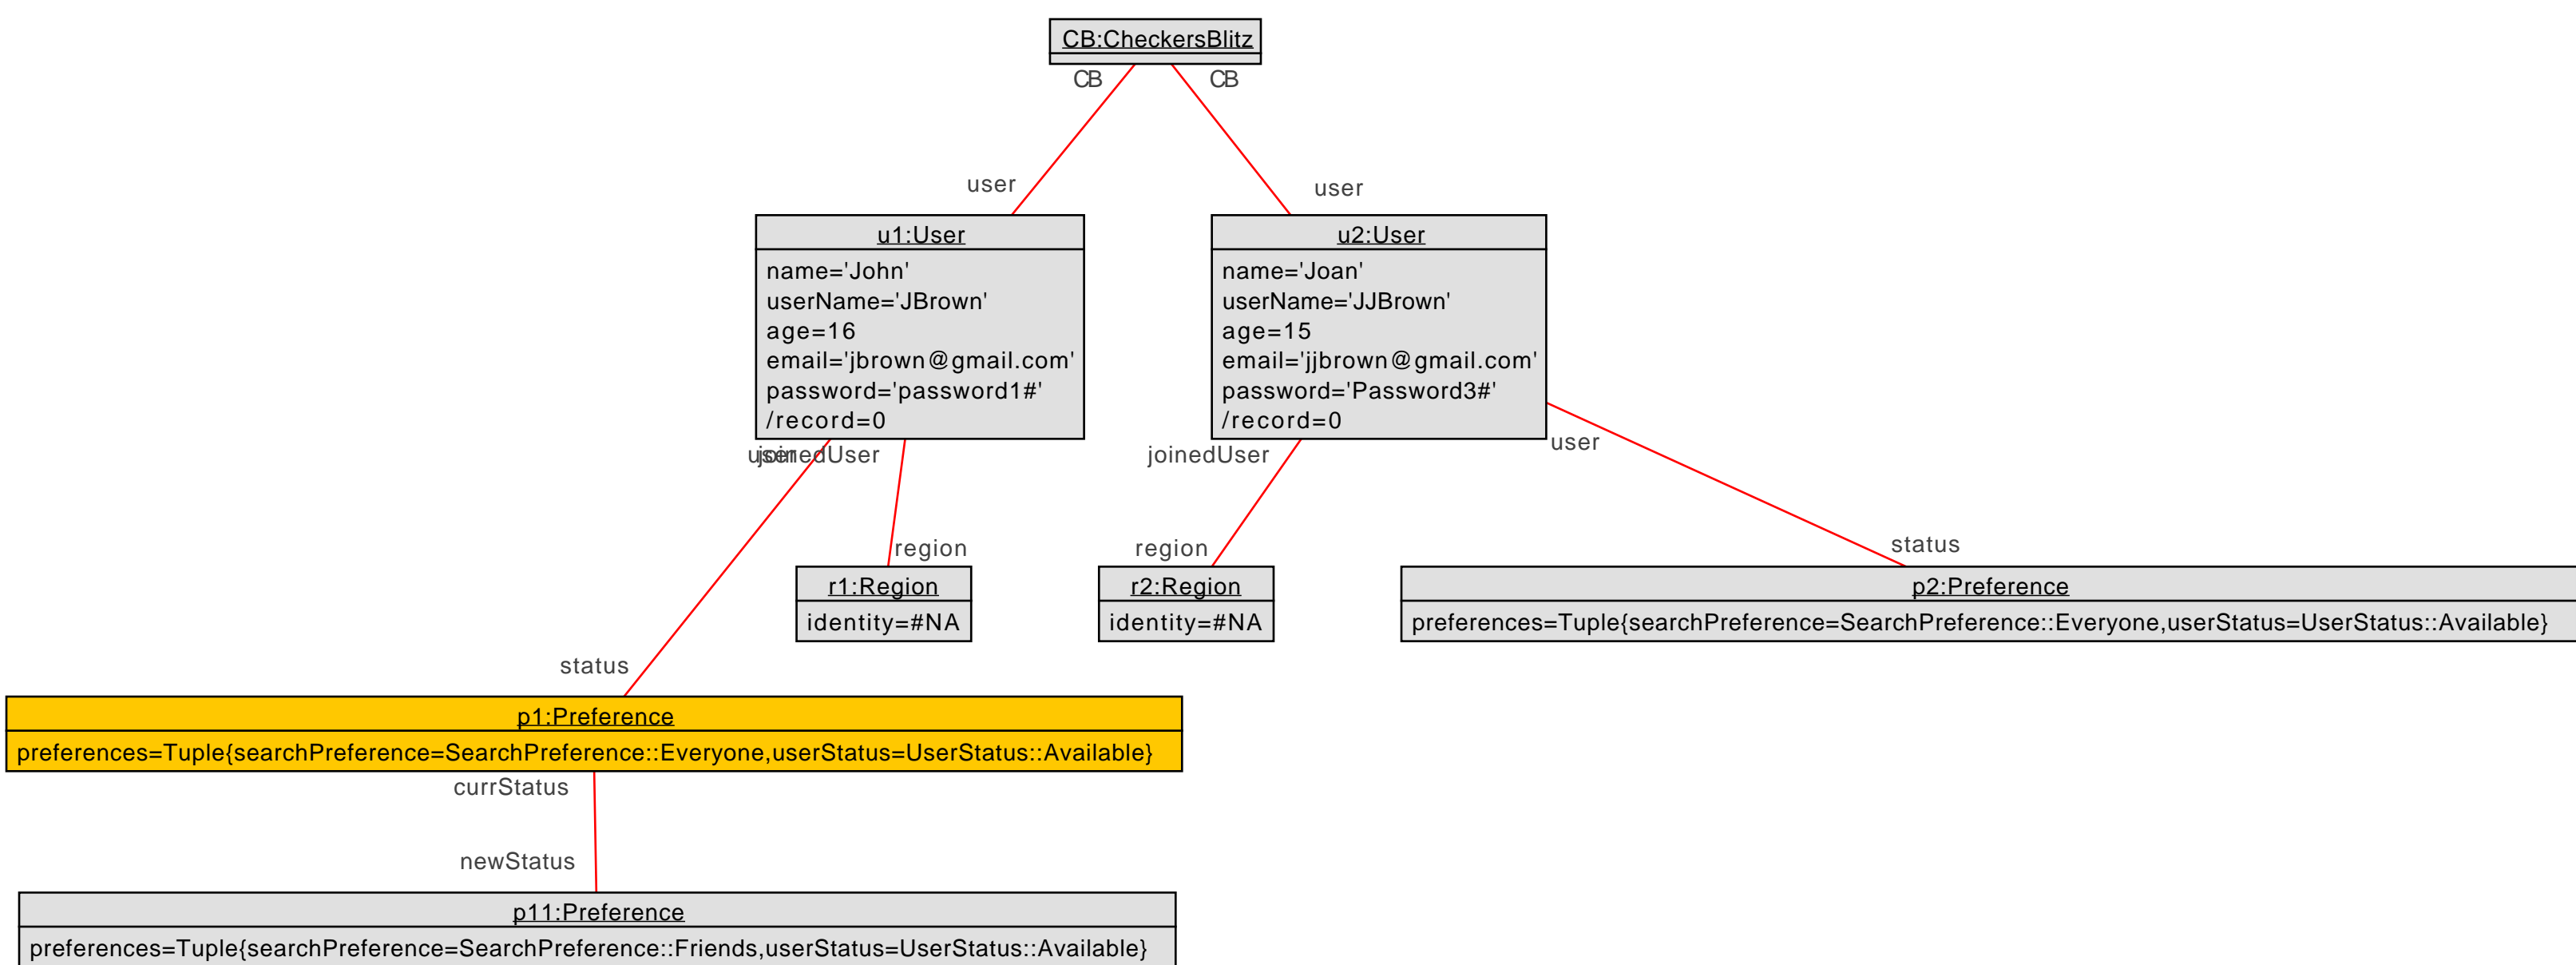 CB:CheckersBlitz
CB
CB
user
user
u1:User
name='John'
userName='JBrown'
age=16
email='jbrown@gmail.com'
password='password1#'
/record=0
u2:User
name='Joan'
userName='JJBrown'
age=15
email='jjbrown@gmail.com'
password='Password3#'
/record=0
user
joinedUser
joinedUser
user
region
region
status
r1:Region
identity=#NA
r2:Region
identity=#NA
p2:Preference
preferences=Tuple{searchPreference=SearchPreference::Everyone,userStatus=UserStatus::Available}
status
p1:Preference
preferences=Tuple{searchPreference=SearchPreference::Everyone,userStatus=UserStatus::Available}
currStatus
newStatus
p11:Preference
preferences=Tuple{searchPreference=SearchPreference::Friends,userStatus=UserStatus::Available}